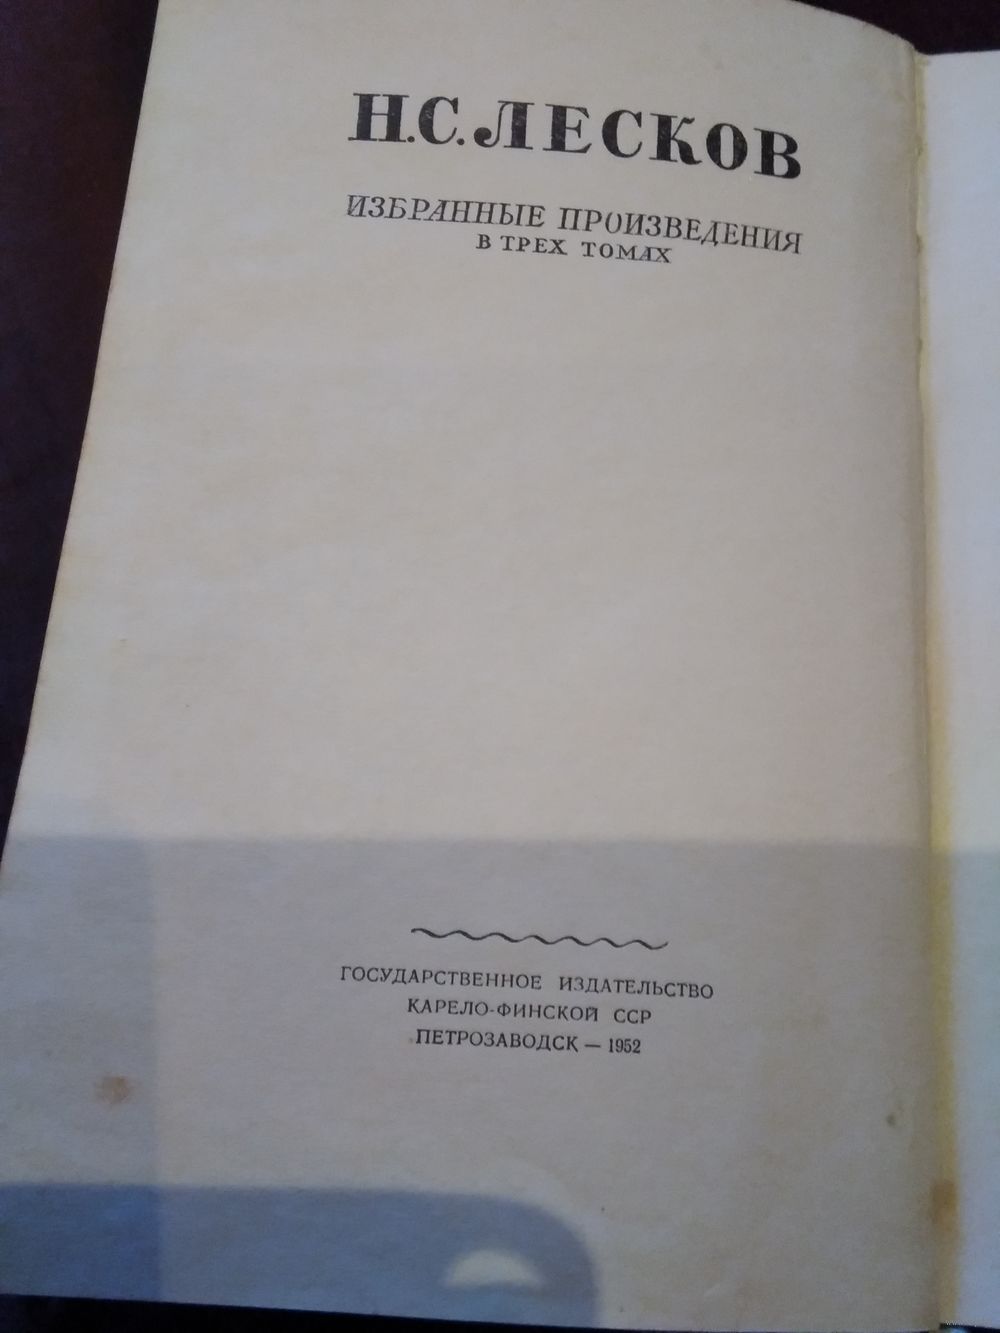 Н.С.ЛЕСКОВ
ИЗБРАННЫЕ ПРОИЗВЕДЕНИЯ
В ТРЕХ ТОМАХ
ГОСУДАРСТВЕННОЕ ИЗДАТЕЛЬСТВО
КАРЕЛО-ФИНСКОЙ ССР
ПЕТРОЗАВОДСК — 1952